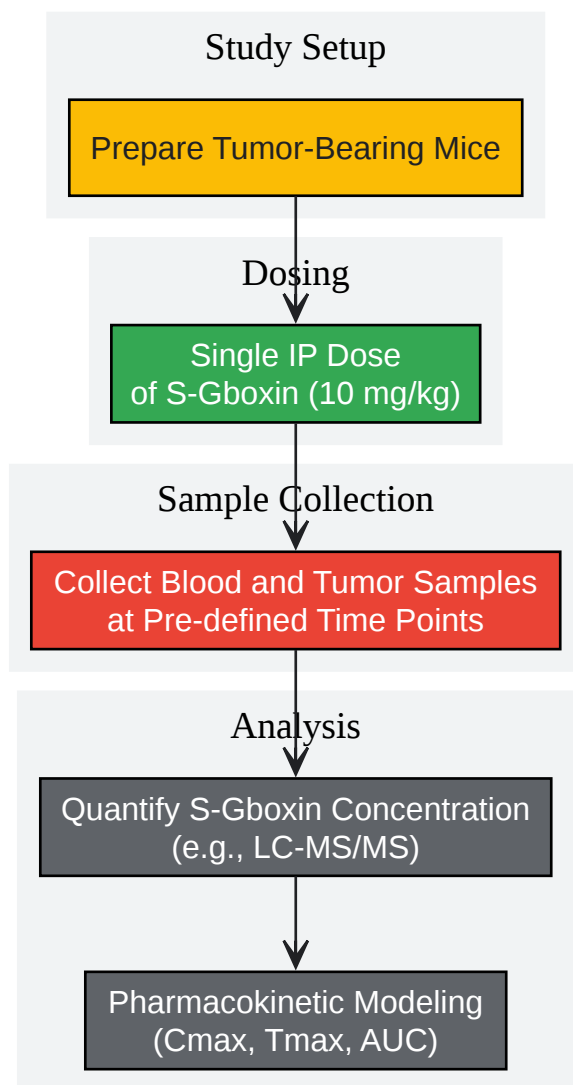 Study Setup
Prepare Tumor-Bearing Mice
Dosing
Single IP Dose
of S-Gboxin (10 mg/kg)
Sample Collection
Collect Blood and Tumor Samples
at Pre-defined Time Points
Analysis
Quantify S-Gboxin Concentration
(e.g., LC-MS/MS)
Pharmacokinetic Modeling
(Cmax, Tmax, AUC)